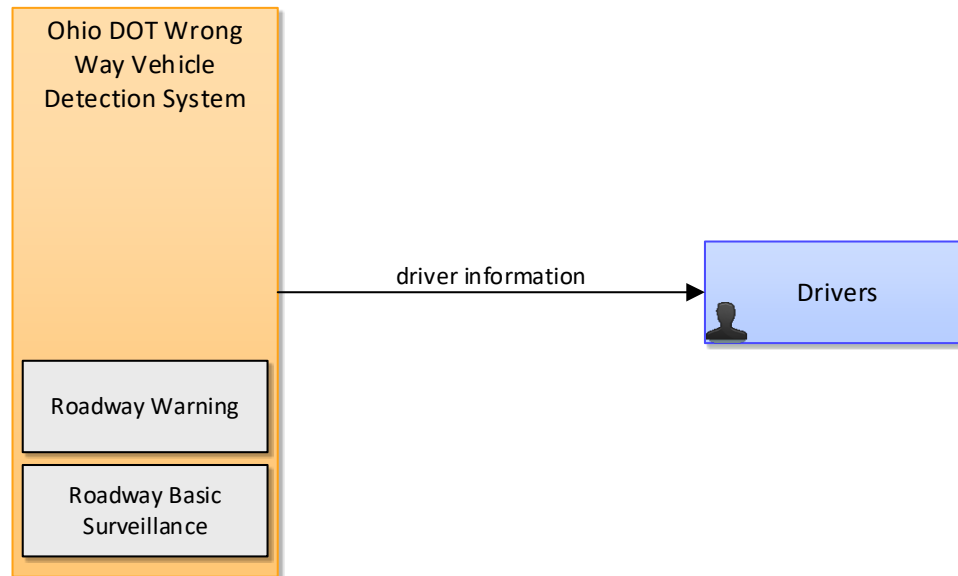 Ohio DOT Wrong
Way Vehicle
Detection System
driver information
Drivers
Roadway Warning
Roadway Basic
Surveillance